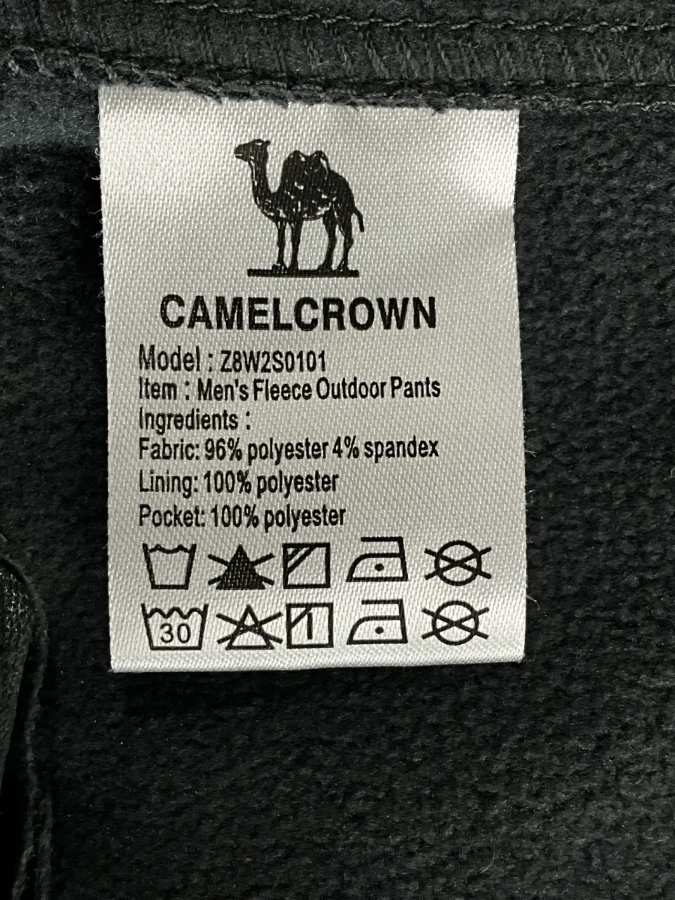 CAMELCROWN
Model : Z8W2S0101
Item : Men's Fleece Outdoor Pants
Ingredients :
Fabric: 96% polyester 4% spandex
Lining: 100% polyester
Pocket: 100% polyester
30